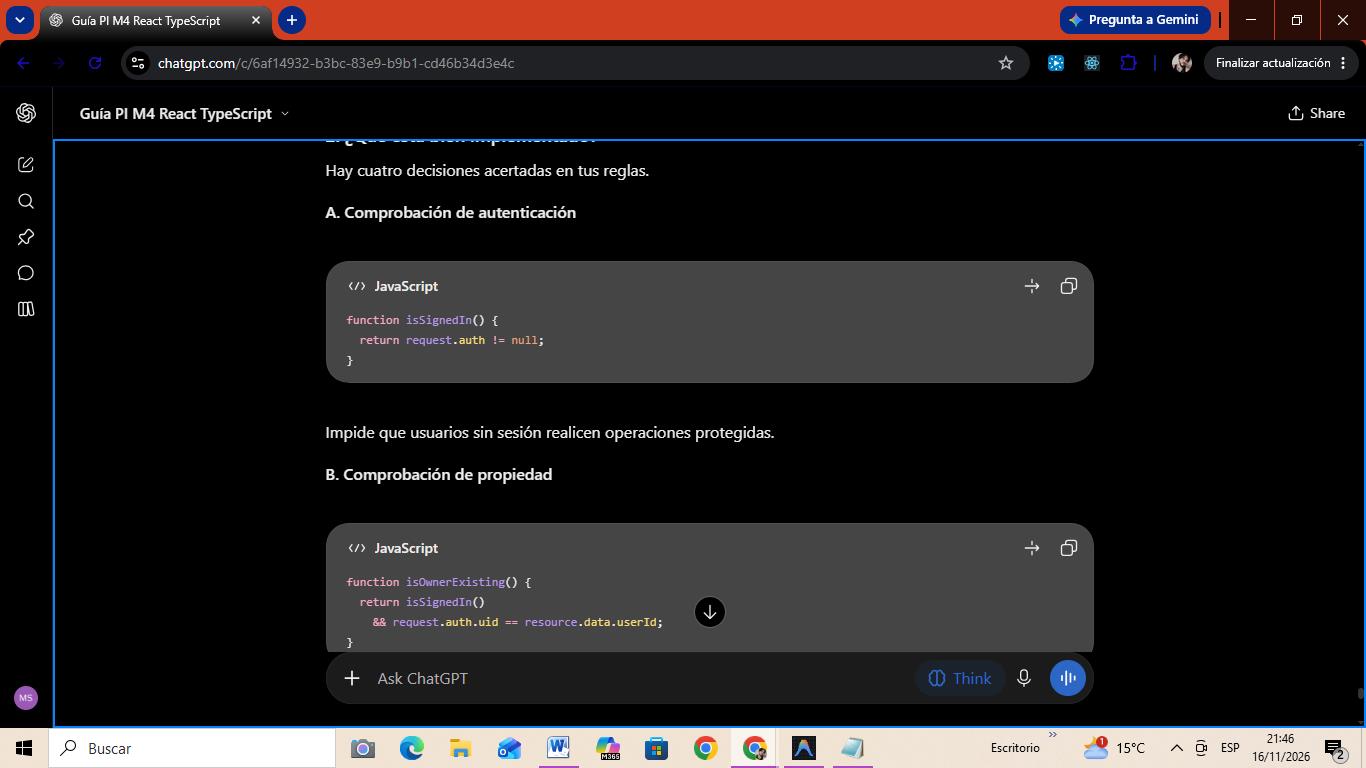 Guía PI M4 React TypeScript
Pregunta a Gemini
chatgpt.com/c/6af14932-b3bc-83e9-b9b1-cd46b34d3e4c
Finalizar actualización
Guía PI M4 React TypeScript
Share
Hay cuatro decisiones acertadas en tus reglas.
A. Comprobación de autenticación
JavaScript
function isSignedIn() {
return request.auth != null;
}
Impide que usuarios sin sesión realicen operaciones protegidas.
B. Comprobación de propiedad
JavaScript
function isOwnerExisting() {
return isSignedIn()
&& request.auth.uid == resource.data.userId;
}
Ask ChatGPT
Think
MS
Buscar
M365
Escritorio
1
15°C
ESP
21:46
16/11/2026
2